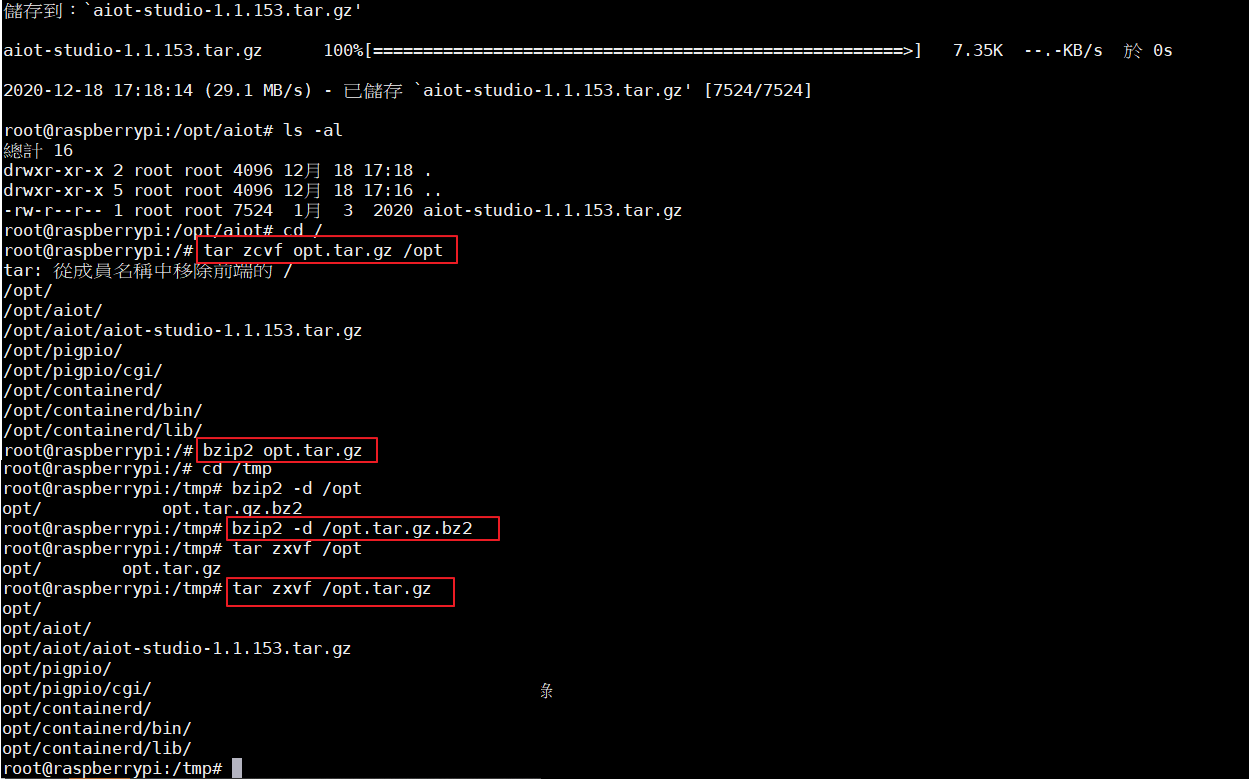 儲存到：`aiot-studio-1.1.153.tar.gz'
aiot-studio-1.1.153.tar.gz      100%[=====================================================>]   7.35K  --.-KB/s  於 0s
2020-12-18 17:18:14 (29.1 MB/s) - 已儲存 `aiot-studio-1.1.153.tar.gz' [7524/7524]
root@raspberrypi:/opt/aiot# ls -al
總計 16
drwxr-xr-x 2 root root 4096 12月 18 17:18 .
drwxr-xr-x 5 root root 4096 12月 18 17:16 ..
-rw-r--r-- 1 root root 7524  1月  3  2020 aiot-studio-1.1.153.tar.gz
root@raspberrypi:/opt/aiot# cd /
root@raspberrypi:/# tar zcvf opt.tar.gz /opt
tar: 從成員名稱中移除前端的 /
/opt/
/opt/aiot/
/opt/aiot/aiot-studio-1.1.153.tar.gz
/opt/pigpio/
/opt/pigpio/cgi/
/opt/containerd/
/opt/containerd/bin/
/opt/containerd/lib/
root@raspberrypi:/# bzip2 opt.tar.gz
root@raspberrypi:/# cd /tmp
root@raspberrypi:/tmp# bzip2 -d /opt
opt/            opt.tar.gz.bz2
root@raspberrypi:/tmp# bzip2 -d /opt.tar.gz.bz2
root@raspberrypi:/tmp# tar zxvf /opt
opt/        opt.tar.gz
root@raspberrypi:/tmp# tar zxvf /opt.tar.gz
opt/
opt/aiot/
opt/aiot/aiot-studio-1.1.153.tar.gz
opt/pigpio/
opt/pigpio/cgi/
opt/containerd/
opt/containerd/bin/
opt/containerd/lib/
root@raspberrypi:/tmp#